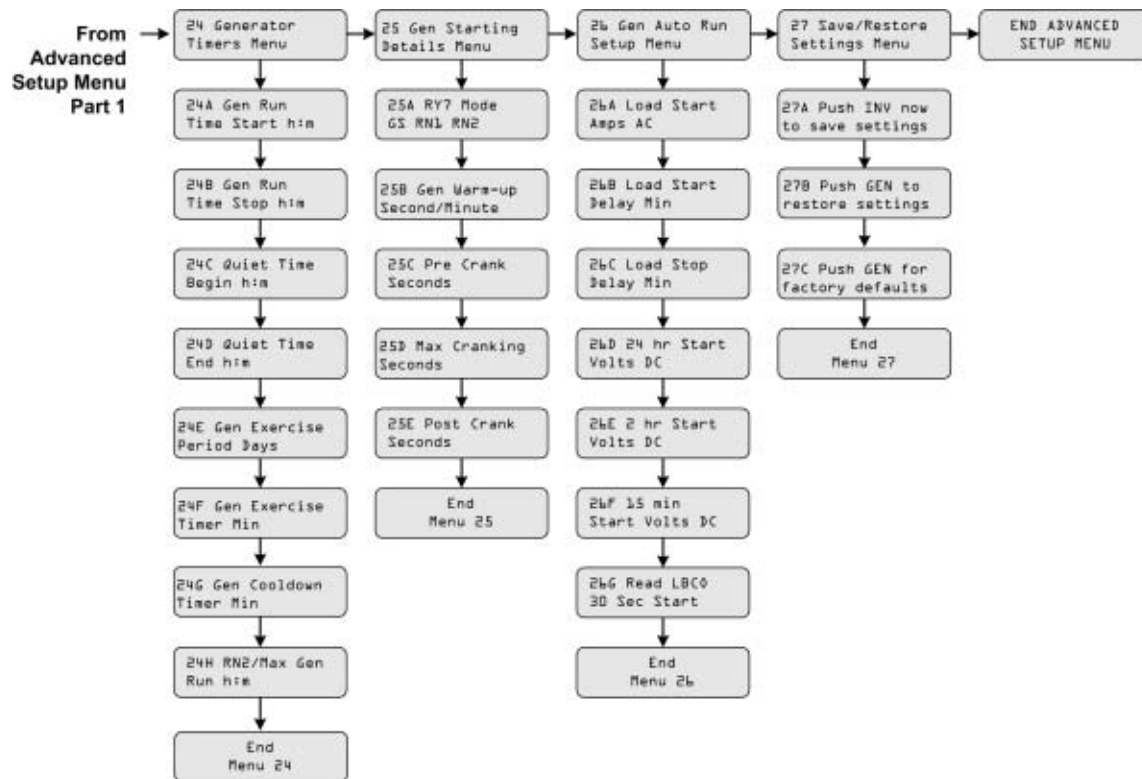 From
Advanced
Setup Menu
Part 1
24 Generator
Timers Menu
24A Gen Run
Time Start h:m
24B Gen Run
Time Stop h:m
24C Quiet Time
Begin h:m
24D Quiet Time
End h:m
24E Gen Exercise
Period Days
24F Gen Exercise
Timer Min
24G Gen Cooldown
Timer Min
24H RN2/Max Gen
Run h:m
End
Menu 24
25 Gen Starting
Details Menu
25A RY7 Mode
GS RN1 RN2
25B Gen Warm-up
Second/Minute
25C Pre Crank
Seconds
25D Max Cranking
Seconds
25E Post Crank
Seconds
End
Menu 25
26 Gen Auto Run
Setup Menu
26A Load Start
Amps AC
26B Load Start
Delay Min
26C Load Stop
Delay Min
26D 24 hr Start
Volts DC
26E 2 hr Start
Volts DC
26F 15 min
Start Volts DC
26G Read LBCO
30 Sec Start
End
Menu 26
27 Save/Restore
Settings Menu
27A Push INV now
to save settings
27B Push GEN to
restore settings
27C Push GEN for
factory defaults
End
Menu 27
END ADVANCED
SETUP MENU